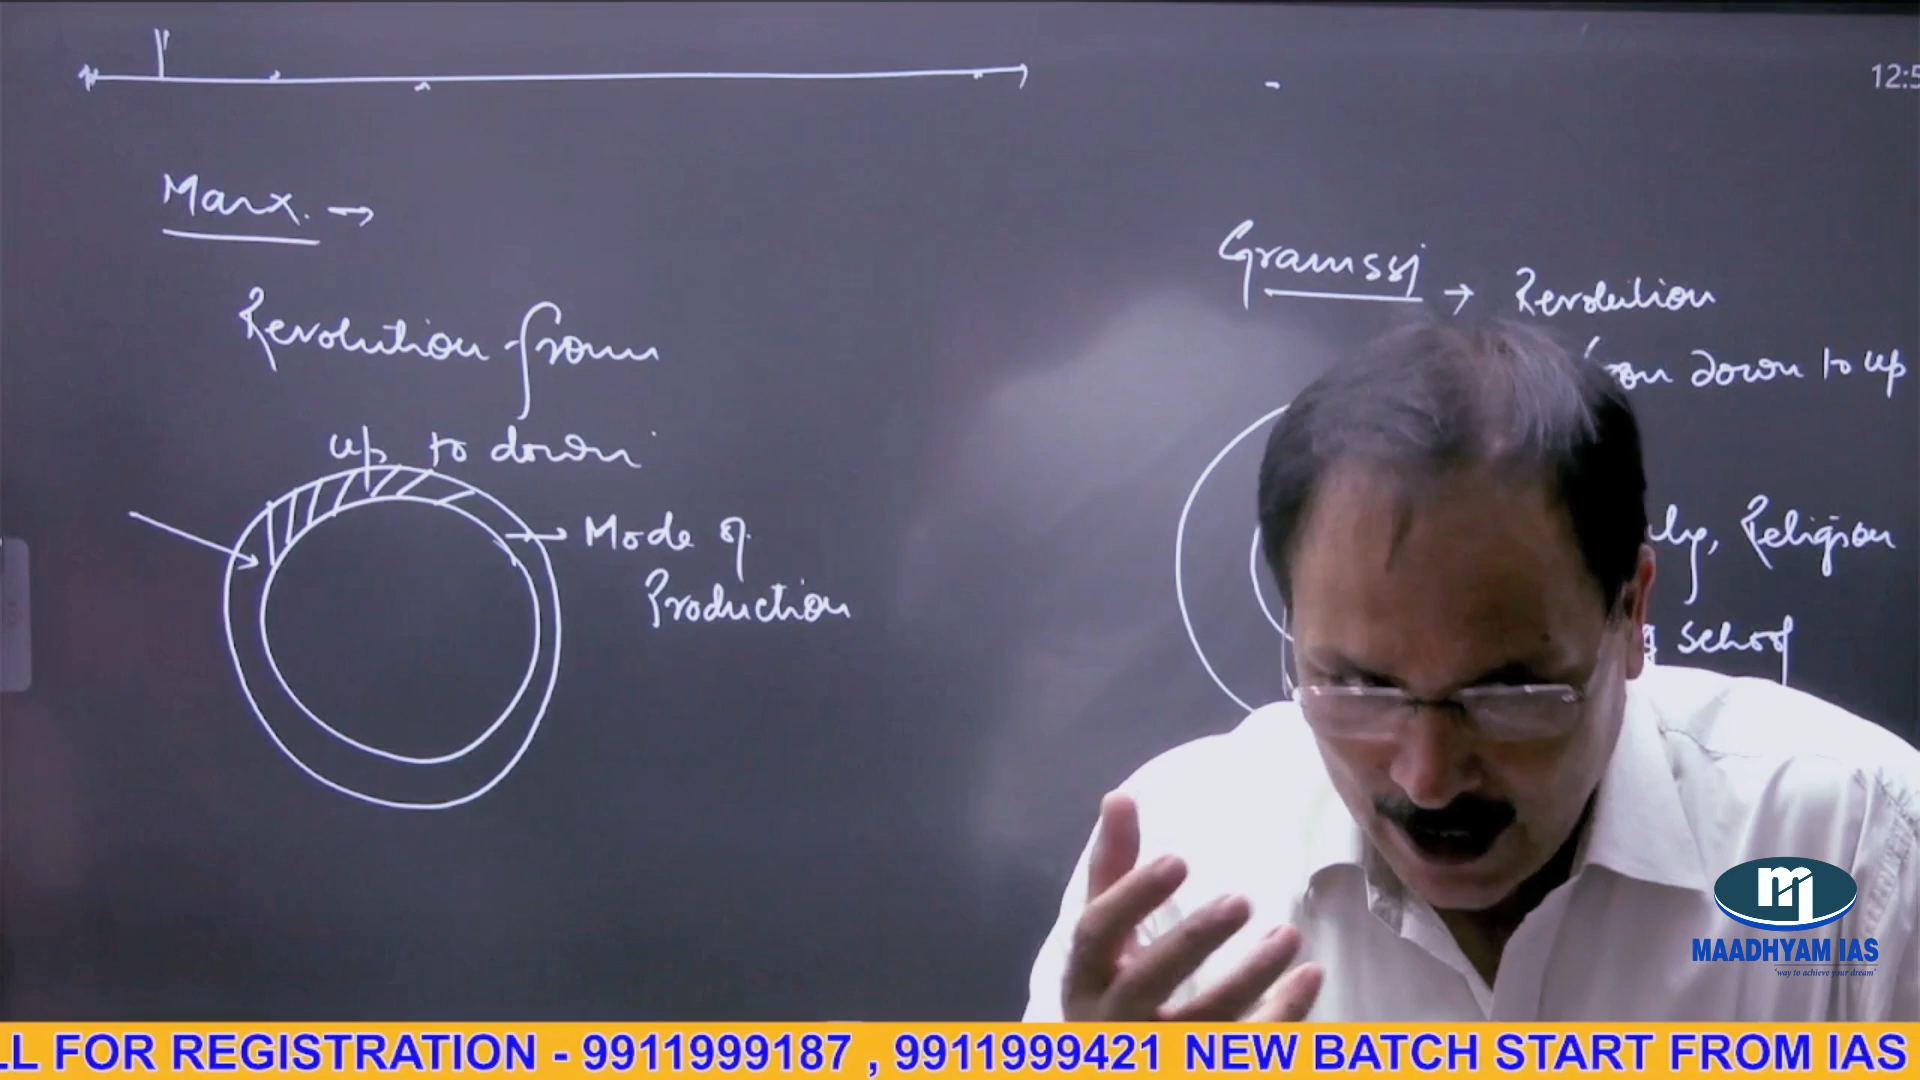 12:5
Marx. →
Revolution from
up to down
→ Mode of
Production
Gramssi → Revolution
down to up
Religion
school
MAADHYAM IAS
'way to achieve your dream'
LL FOR REGISTRATION - 9911999187 , 9911999421 NEW BATCH START FROM IAS